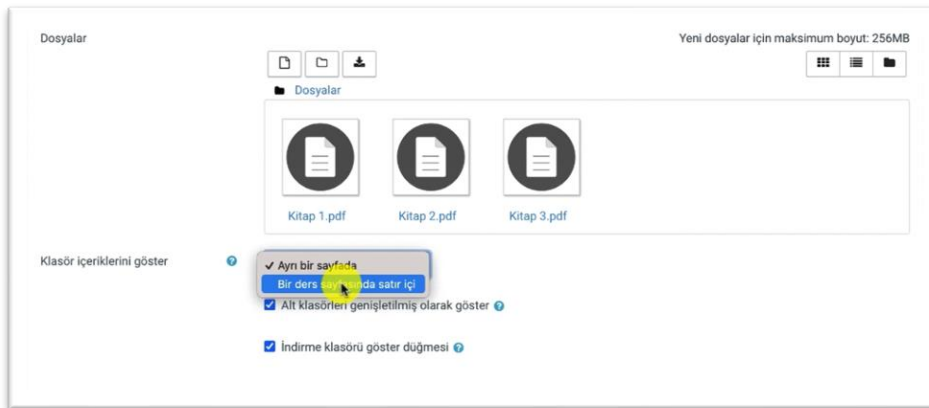 Dosyalar
Yeni dosyalar için maksimum boyut: 256MB
Dosyalar
Kitap 1.pdf
Kitap 2.pdf
Kitap 3.pdf
Klasör içeriklerini göster
Ayrı bir sayfada
Bir ders sayfasında satır içi
Alt klasörleri genişletilmiş olarak göster
İndirme klasörü göster düğmesi